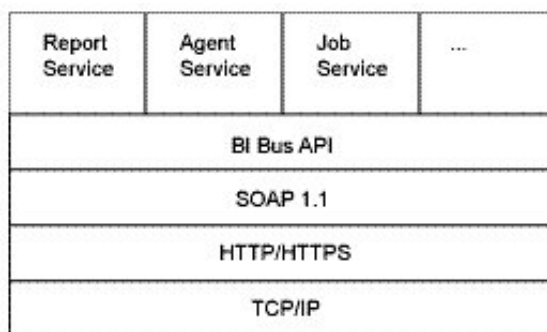 Report
Service
Agent
Service
Job
Service
...
BI Bus API
SOAP 1.1
HTTP/HTTPS
TCP/IP